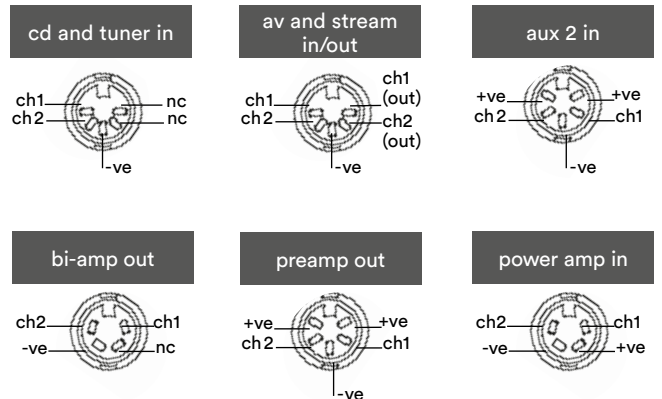 cd and tuner in
av and stream
in/out
aux 2 in
ch1
ch2
nc
nc
-ve
ch1
ch2
ch1
(out)
ch2
(out)
-ve
+ve
ch2
+ve
ch1
-ve
bi-amp out
preamp out
power amp in
ch2
-ve
ch1
nc
+ve
ch2
+ve
ch1
-ve
ch2
-ve
ch1
+ve